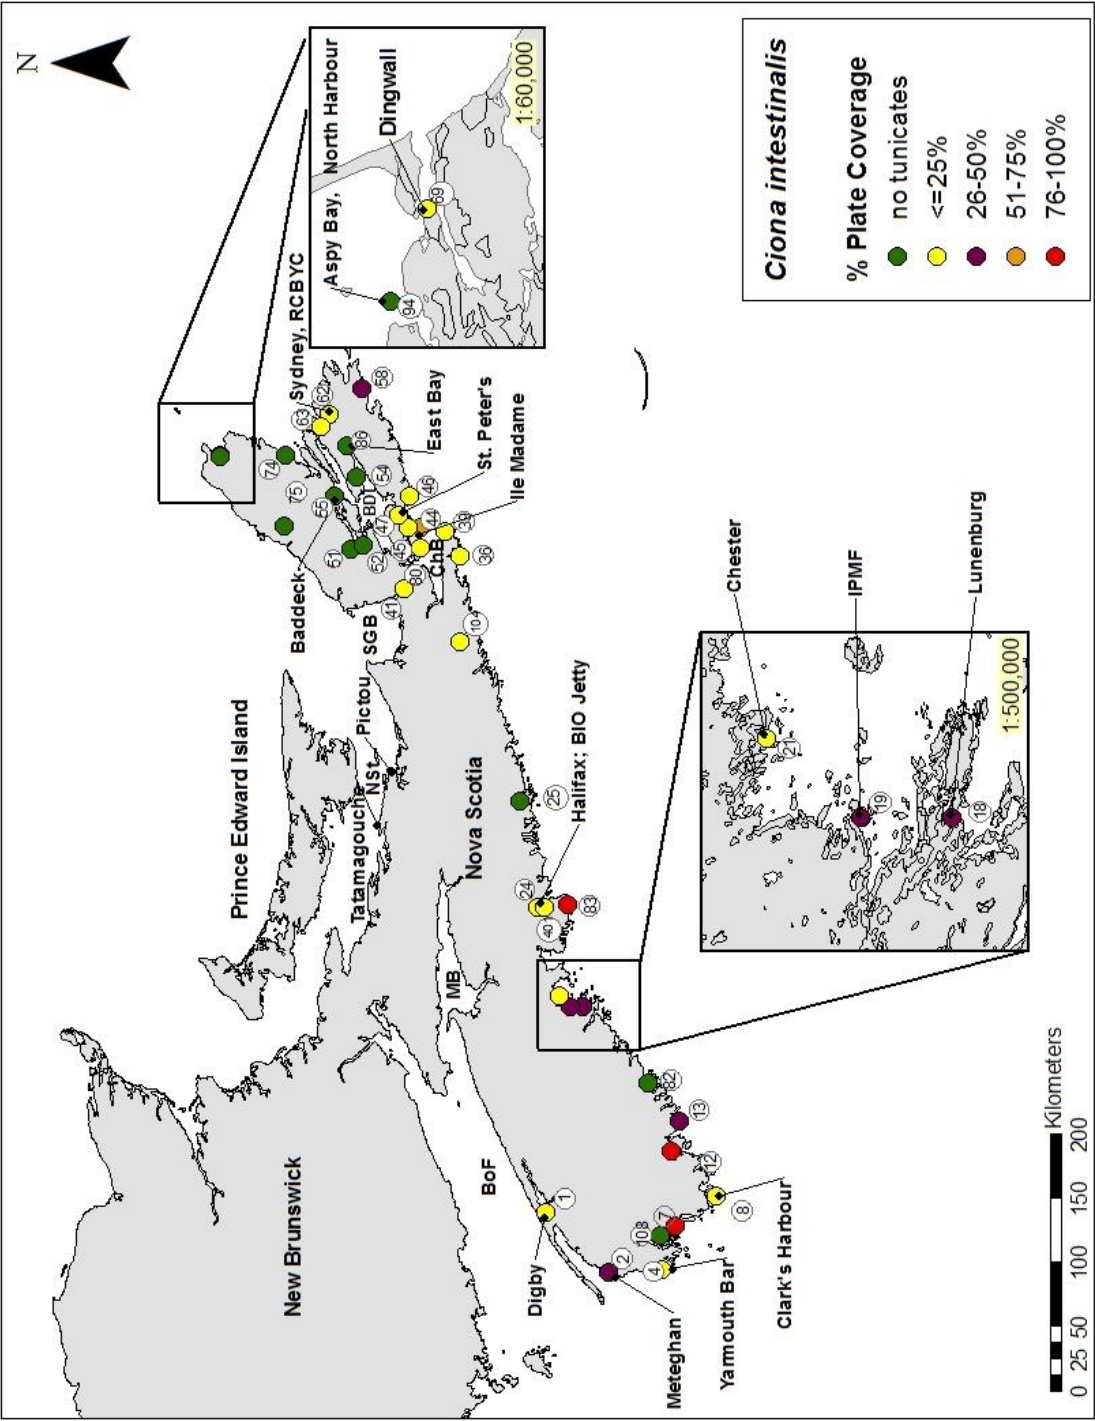 N
Aspy Bay, North Harbour
Dingwall
94
69
1:60,000
Ciona intestinalis
% Plate Coverage
no tunicates
<=25%
26-50%
51-75%
76-100%
Sydney, RCBYC
63
62
58
74
75
86
East Bay
55
54
BDL
St. Peter's
46
Ile Madame
47
44
39
51
52
45
ChB
36
80
Baddeck
41
SGB
104
Prince Edward Island
Pictou
NSt
Tatamagouche
Nova Scotia
25
Halifax; BIO Jetty
24
40
83
MB
Chester
21
IPMF
19
Lunenburg
18
1:500,000
New Brunswick
BoF
Digby
1
2
Meteghan
108
7
4
Yarmouth Bar
82
13
12
8
Clark's Harbour
0 25 50 100 150 200
Kilometers